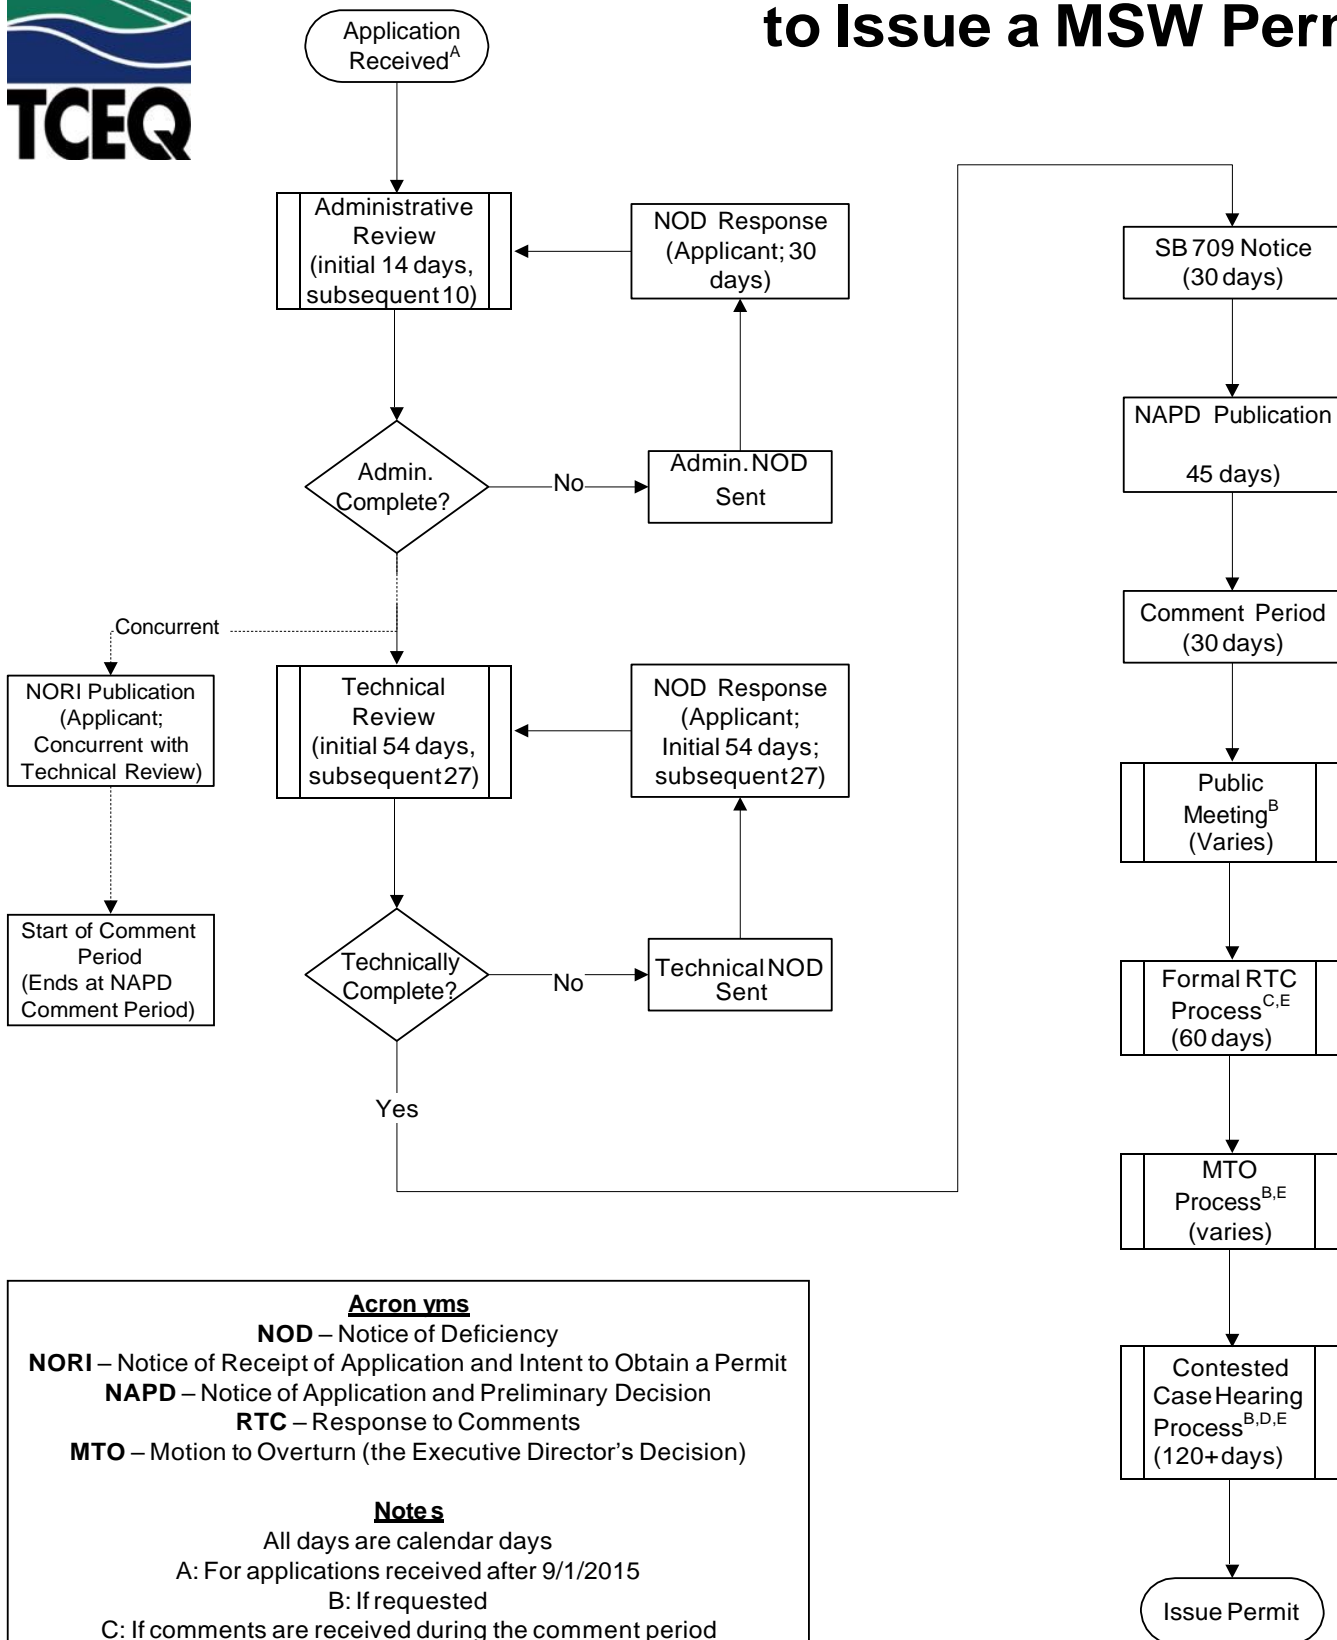 TCEQ
to Issue a MSW
Application
Received^A
Administrative
Review
(initial 14 days,
subsequent 10)
NOD Response
(Applicant; 30
days)
Admin.
Complete?
No
Admin. NOD
Sent
Concurrent
NORI Publication
(Applicant;
Concurrent with
Technical Review)
Start of Comment
Period
(Ends at NAPD
Comment Period)
Technical
Review
(initial 54 days,
subsequent 27)
NOD Response
(Applicant;
Initial 54 days;
subsequent 27)
Technically
Complete?
No
Technical NOD
Sent
Yes
SB 709 Notice
(30 days)
NAPD Publication
45 days)
Comment Period
(30 days)
Public
Meeting^B
(Varies)
Formal RTC
Process^C,E
(60 days)
MTO
Process^B,E
(varies)
Contested
Case Hearing
Process^B,D,E
(120+ days)
Issue Permit
Acron yms
NOD – Notice of Deficiency
NORI – Notice of Receipt of Application and Intent to Obtain a Permit
NAPD – Notice of Application and Preliminary Decision
RTC – Response to Comments
MTO – Motion to Overturn (the Executive Director's Decision)
Note s
All days are calendar days
A: For applications received after 9/1/2015
B: If requested
C: If comments are received during the comment period